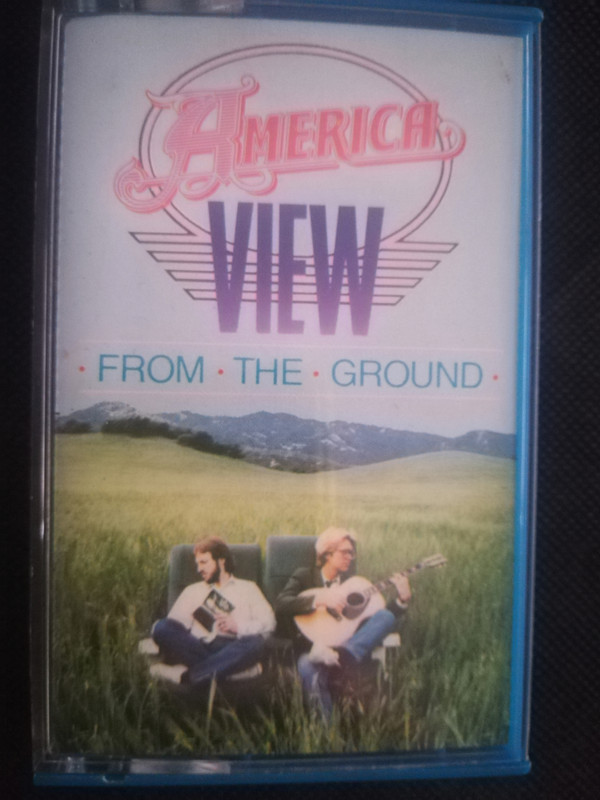 AMERICA
VIEW
· FROM · THE · GROUND ·